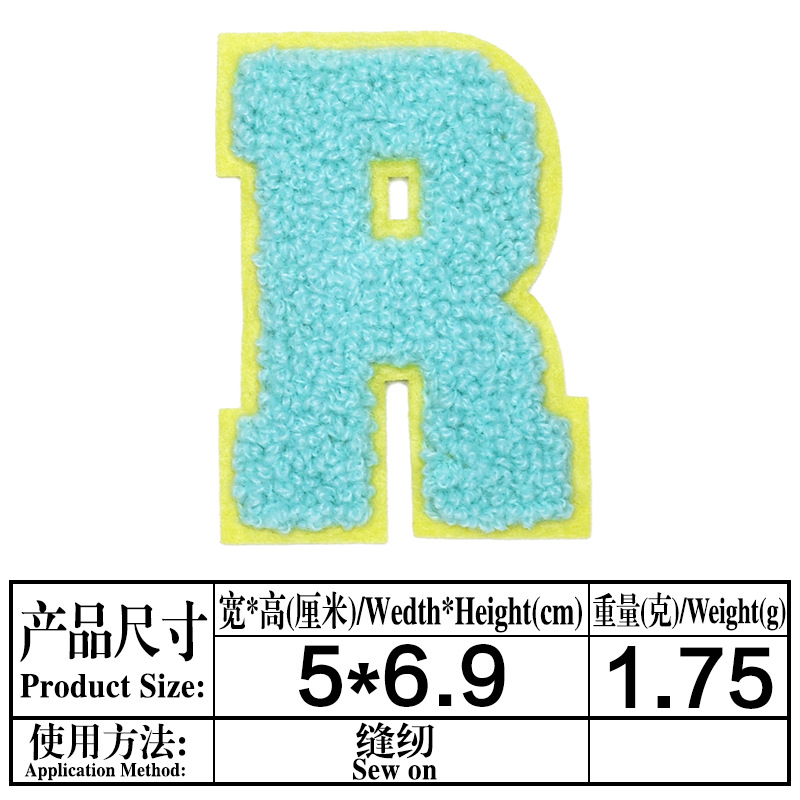 R
产品尺寸
Product Size:
宽*高(厘米)/Wedth*Height(cm)
重量(克)/Weight(g)
5*6.9
1.75
使用方法:
Application Method:
缝纫
Sew on